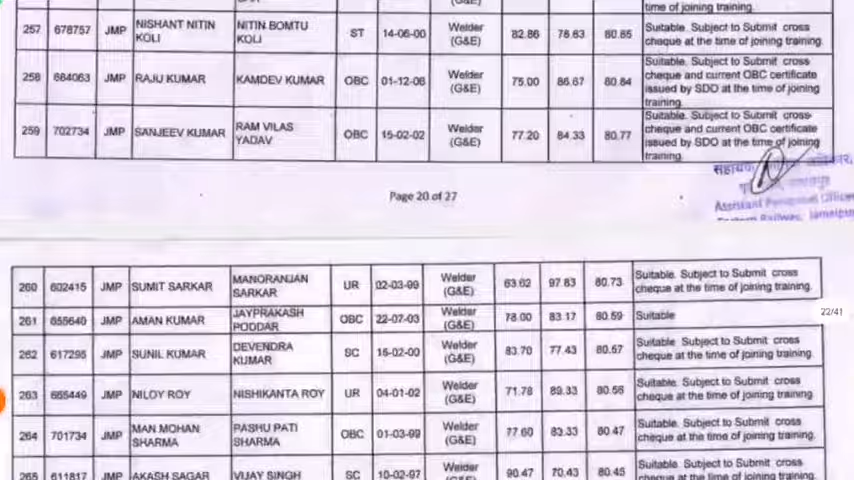 time of joining training.
257 678757 JMP NISHANT NITIN KOLI NITIN BOMTU KOLI ST 14-06-00 Welder (G&E) 82.86 78.83 80.85 Suitable. Subject to Submit cross cheque at the time of joining training.
258 664063 JMP RAJU KUMAR KAMDEV KUMAR OBC 01-12-06 Welder (G&E) 75.00 86.67 80.84 Suitable. Subject to Submit cross cheque and current OBC certificate issued by SDO at the time of joining training.
259 702734 JMP SANJEEV KUMAR RAM VILAS YADAV OBC 15-02-02 Welder (G&E) 77.20 84.33 80.77 Suitable. Subject to Submit cross cheque and current OBC certificate issued by SDO at the time of joining training.
Page 20 of 27
Assistant Personnel Officer
Eastern Railway, Jamalpur
260 602415 JMP SUMIT SARKAR MANORANJAN SARKAR UR 02-03-99 Welder (G&E) 63.62 97.83 80.73 Suitable. Subject to Submit cross cheque at the time of joining training.
261 655640 JMP AMAN KUMAR JAYPRAKASH PODDAR OBC 22-07-03 Welder (G&E) 78.00 83.17 80.59 Suitable
22/41
262 617295 JMP SUNIL KUMAR DEVENDRA KUMAR SC 15-02-00 Welder (G&E) 83.70 77.43 80.57 Suitable. Subject to Submit cross cheque at the time of joining training.
263 665449 JMP NILOY ROY NISHIKANTA ROY UR 04-01-02 Welder (G&E) 71.78 89.33 80.56 Suitable. Subject to Submit cross cheque at the time of joining training.
264 701734 JMP MAN MOHAN SHARMA PASHU PATI SHARMA OBC 01-03-99 Welder (G&E) 77.60 83.33 80.47 Suitable. Subject to Submit cross cheque at the time of joining training.
265 611817 JMP AKASH SAGAR VIJAY SINGH SC 10-02-97 Welder (G&E) 90.47 70.43 80.45 Suitable. Subject to Submit cross cheque at the time of joining training.